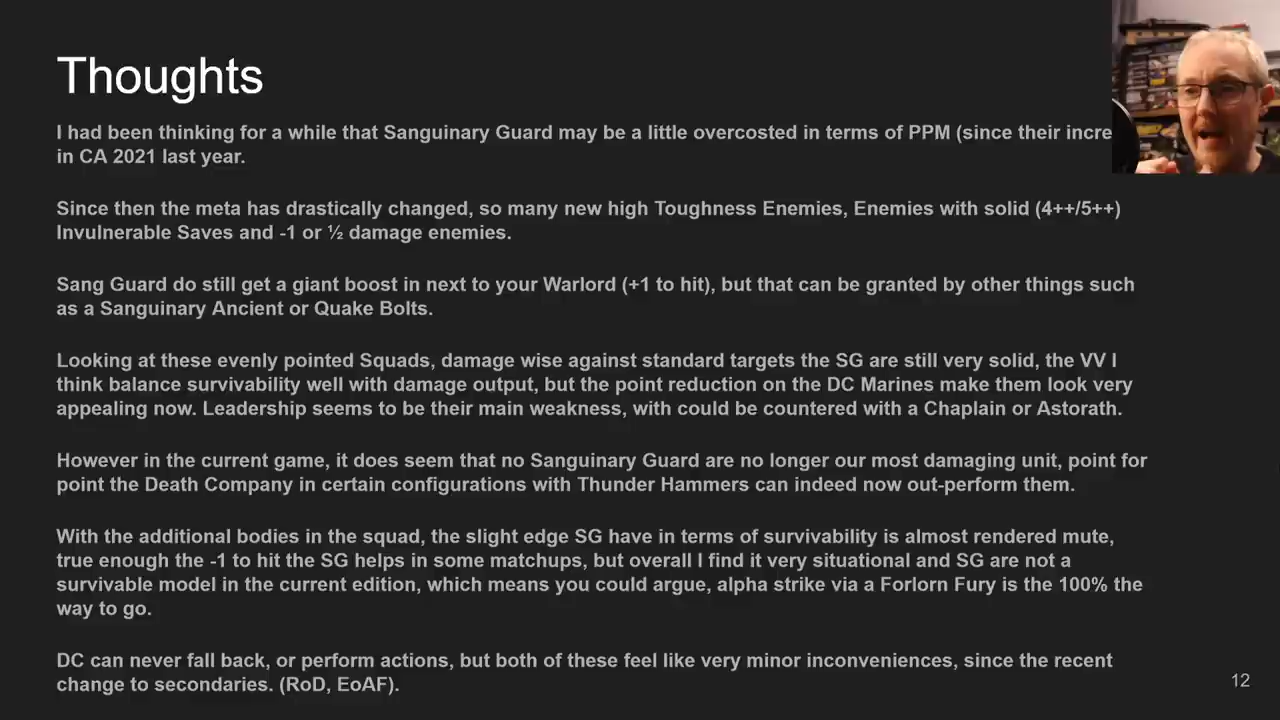 Thoughts
I had been thinking for a while that Sanguinary Guard may be a little overcosted in terms of PPM (since their incre
in CA 2021 last year.
Since then the meta has drastically changed, so many new high Toughness Enemies, Enemies with solid (4++/5++)
Invulnerable Saves and -1 or ½ damage enemies.
Sang Guard do still get a giant boost in next to your Warlord (+1 to hit), but that can be granted by other things such
as a Sanguinary Ancient or Quake Bolts.
Looking at these evenly pointed Squads, damage wise against standard targets the SG are still very solid, the VV I
think balance survivability well with damage output, but the point reduction on the DC Marines make them look very
appealing now. Leadership seems to be their main weakness, with could be countered with a Chaplain or Astorath.
However in the current game, it does seem that no Sanguinary Guard are no longer our most damaging unit, point for
point the Death Company in certain configurations with Thunder Hammers can indeed now out-perform them.
With the additional bodies in the squad, the slight edge SG have in terms of survivability is almost rendered mute,
true enough the -1 to hit the SG helps in some matchups, but overall I find it very situational and SG are not a
survivable model in the current edition, which means you could argue, alpha strike via a Forlorn Fury is the 100% the
way to go.
DC can never fall back, or perform actions, but both of these feel like very minor inconveniences, since the recent
change to secondaries. (RoD, EoAF).
12